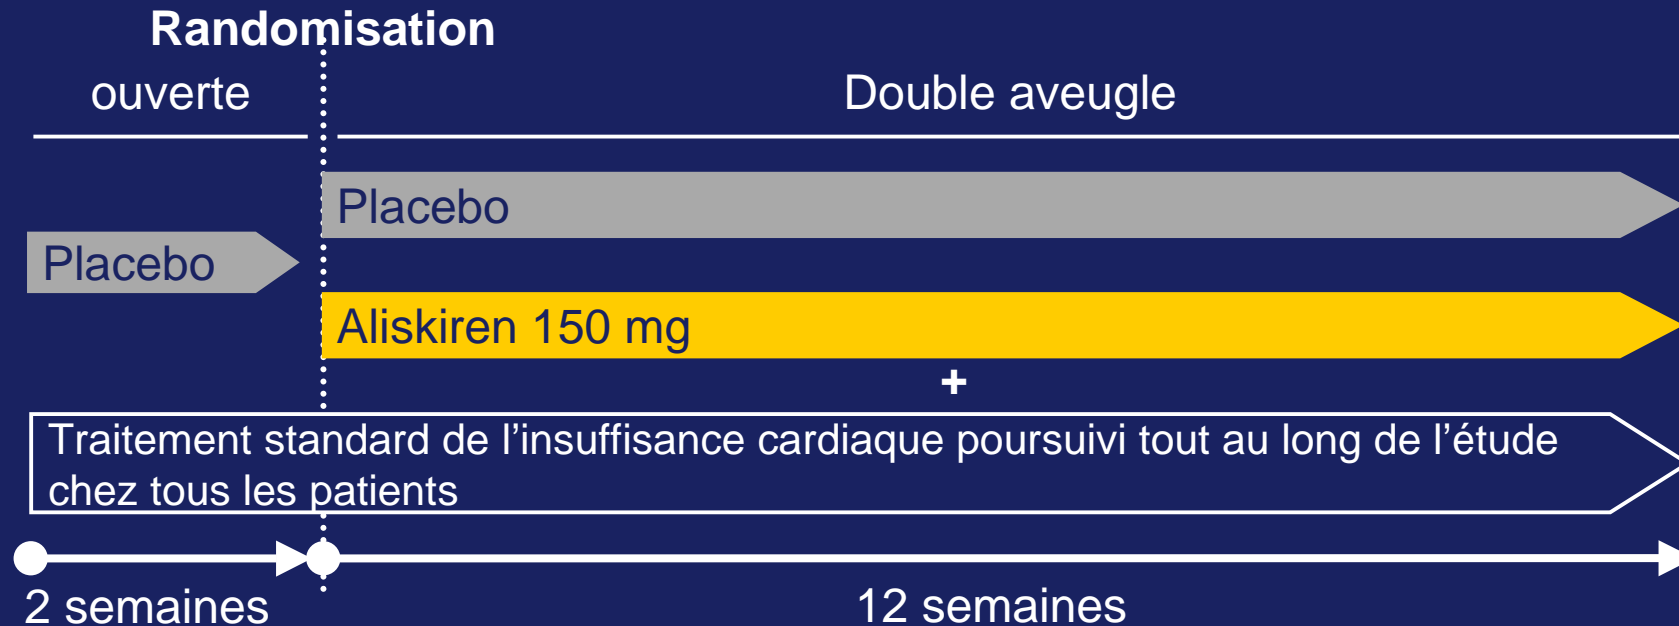 Randomisation
ouverte
Double aveugle
Placebo
Placebo
Aliskiren 150 mg
+
Traitement standard de l’insuffisance cardiaque poursuivi tout au long de l’étude
chez tous les patients
2 semaines
12 semaines